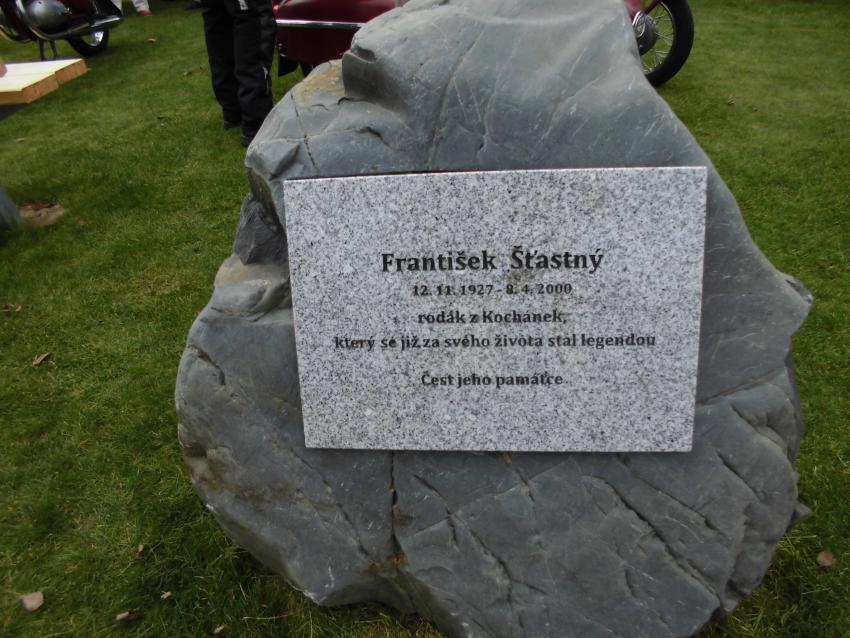 František Šťastný
12. 11. 1927 - 8. 4. 2000
rodák z Kochánek,
který se již za svého života stal legendou
Čest jeho památce